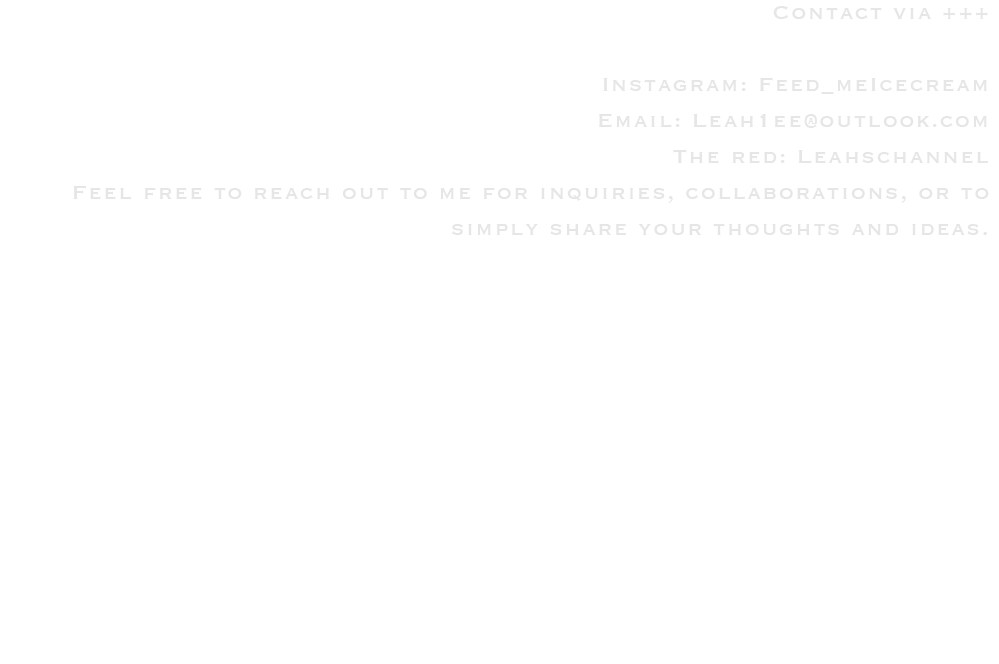 Contact via +++
Instagram: Feed_meIcecream
Email: Leah1ee@outlook.com
The red: Leahschannel
Feel free to reach out to me for inquiries, collaborations, or to
simply share your thoughts and ideas.